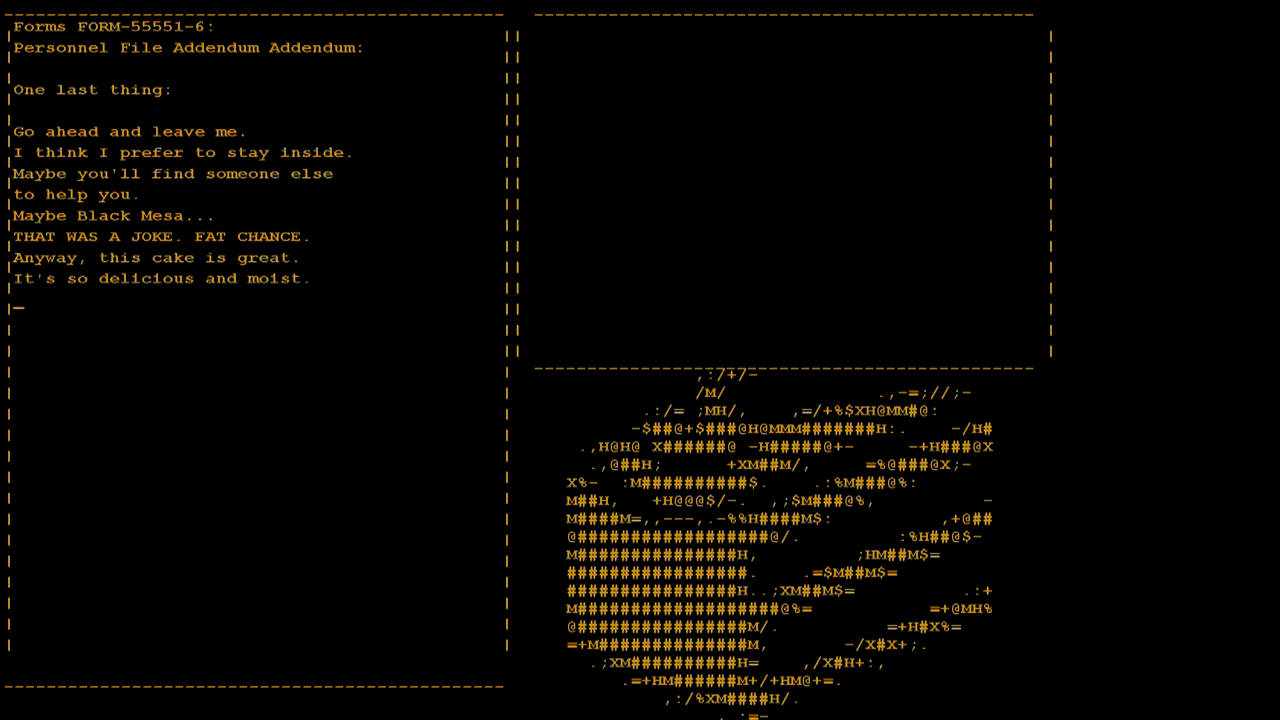 Forms FORM-55551-6:
Personnel File Addendum Addendum:
One last thing:
Go ahead and leave me.
I think I prefer to stay inside.
Maybe you'll find someone else
to help you.
Maybe Black Mesa...
THAT WAS A JOKE. FAT CHANCE.
Anyway, this cake is great.
It's so delicious and moist.